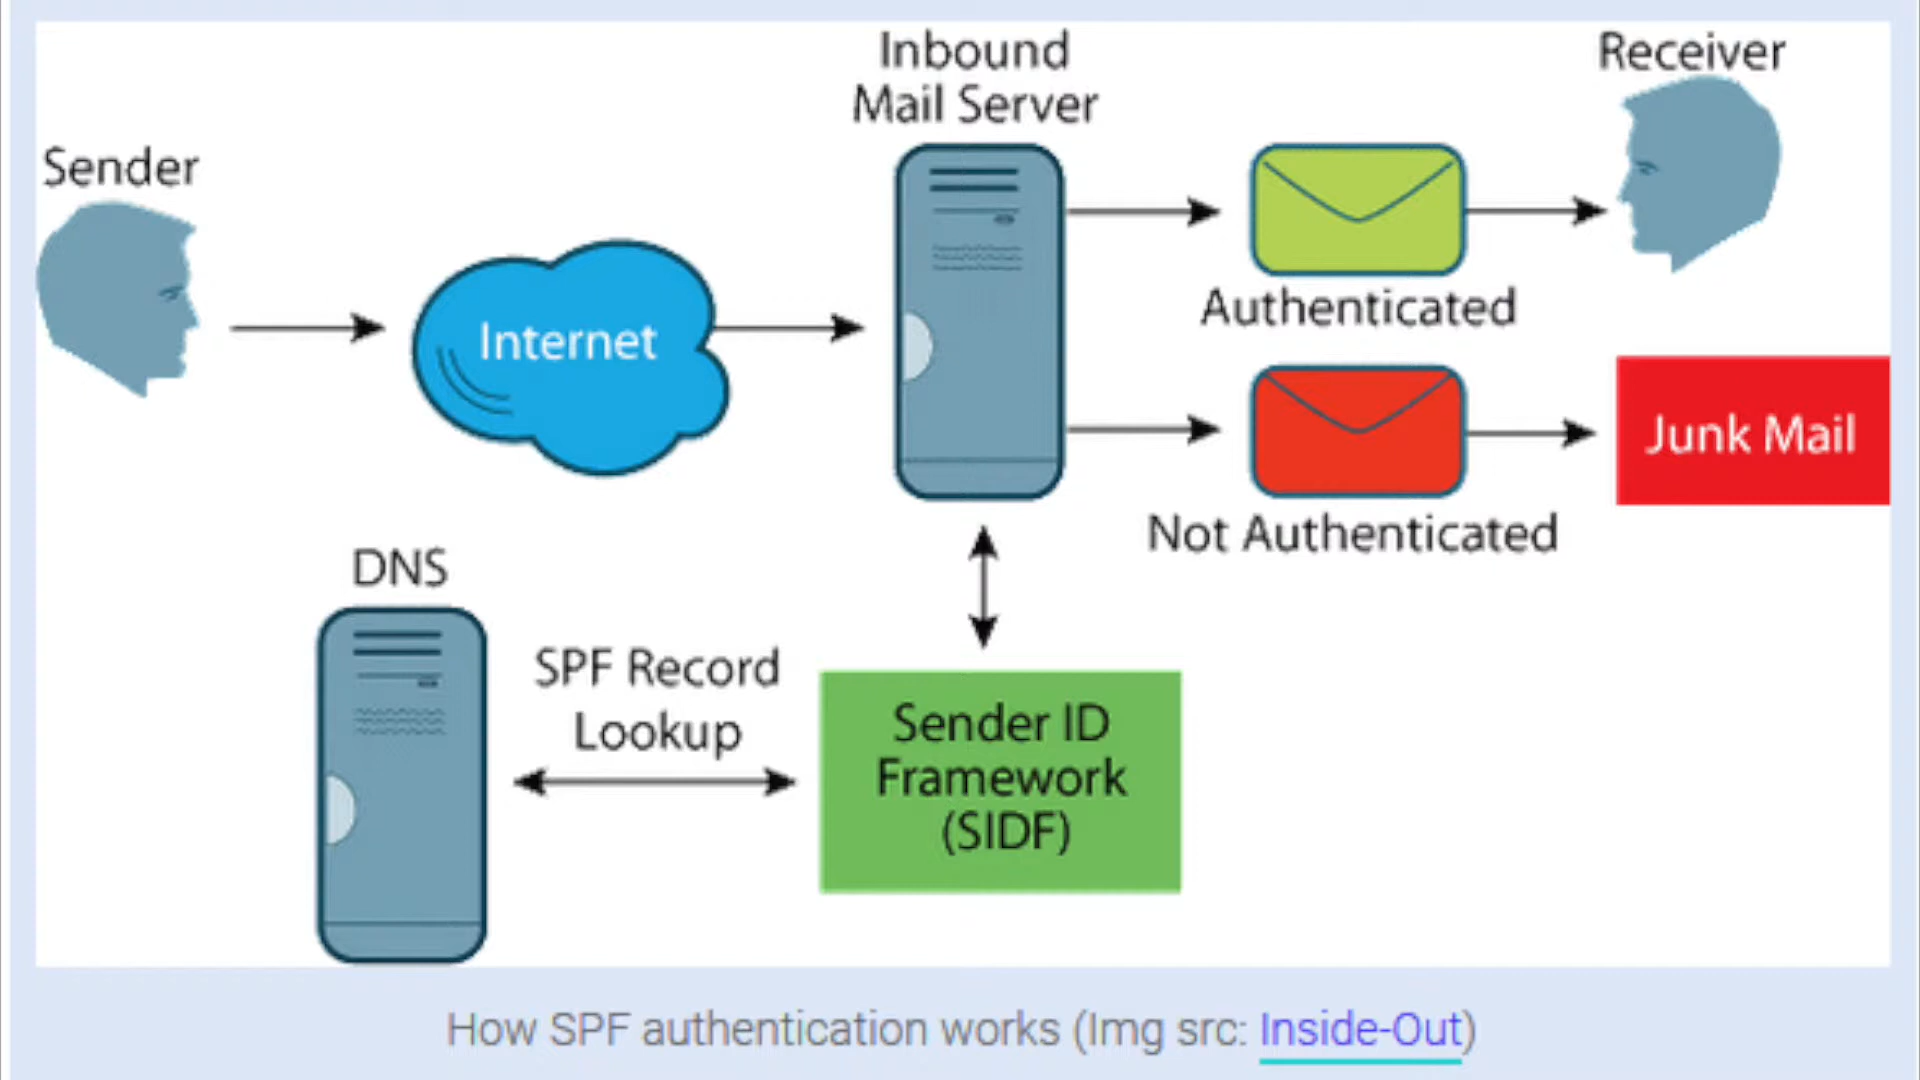 Inbound
Mail Server
Receiver
Sender
Internet
Authenticated
Junk Mail
Not Authenticated
DNS
SPF Record
Lookup
Sender ID
Framework
(SIDF)
How SPF authentication works (Img src: Inside-Out)